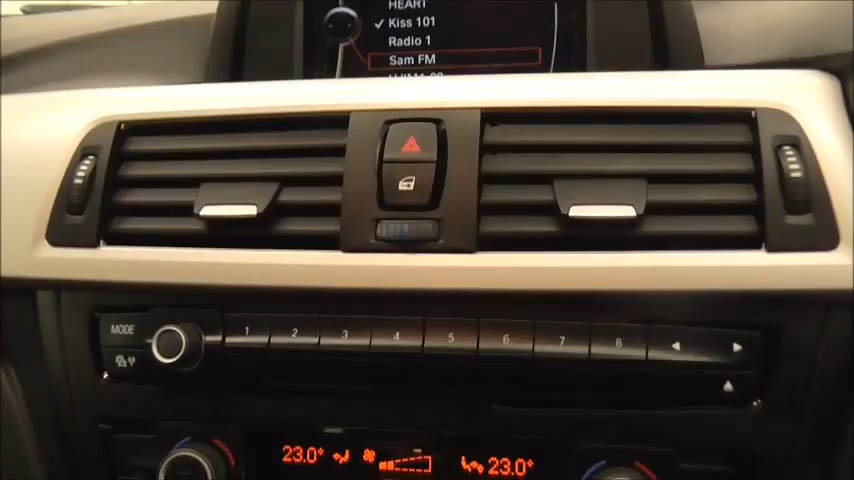 HEART
Kiss 101
Radio 1
Sam FM
MODE
1 2 3 4 5 6 7 8
23.0° 23.0°